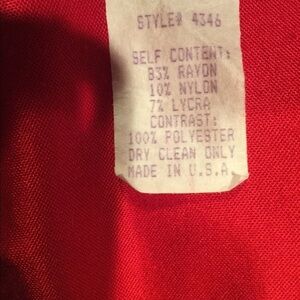 STYLE# 4346
SELF CONTENT:
83% RAYON
10% NYLON
7% LYCRA
CONTRAST:
100% POLYESTER
DRY CLEAN ONLY
MADE IN U.S.A